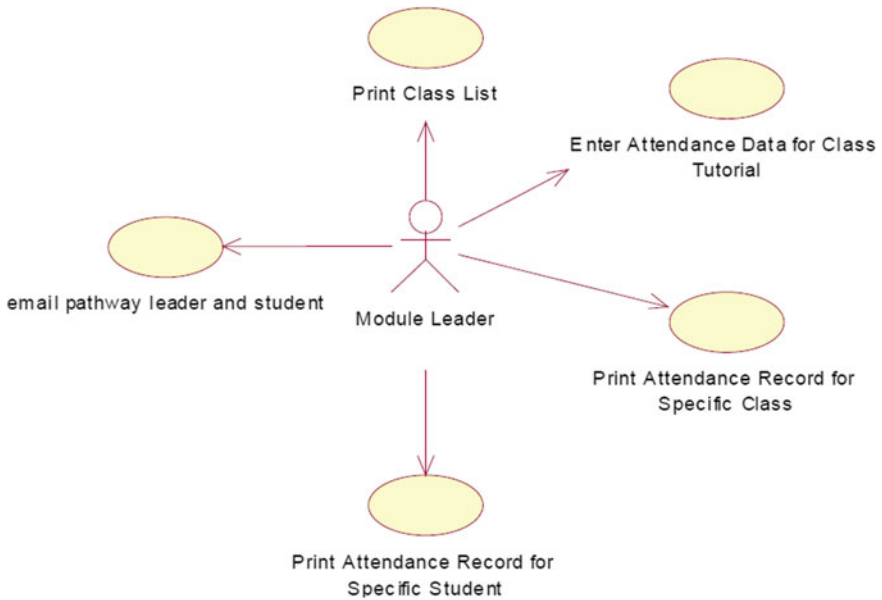 Print Class List
Enter Attendance Data for Class
Tutorial
email pathway leader and student
Module Leader
Print Attendance Record for
Specific Class
Print Attendance Record for
Specific Student